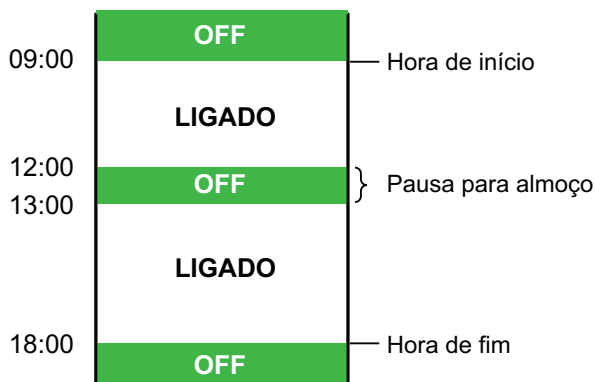 OFF
09:00
Hora de início
LIGADO
12:00
OFF
Pausa para almoço
13:00
LIGADO
18:00
Hora de fim
OFF